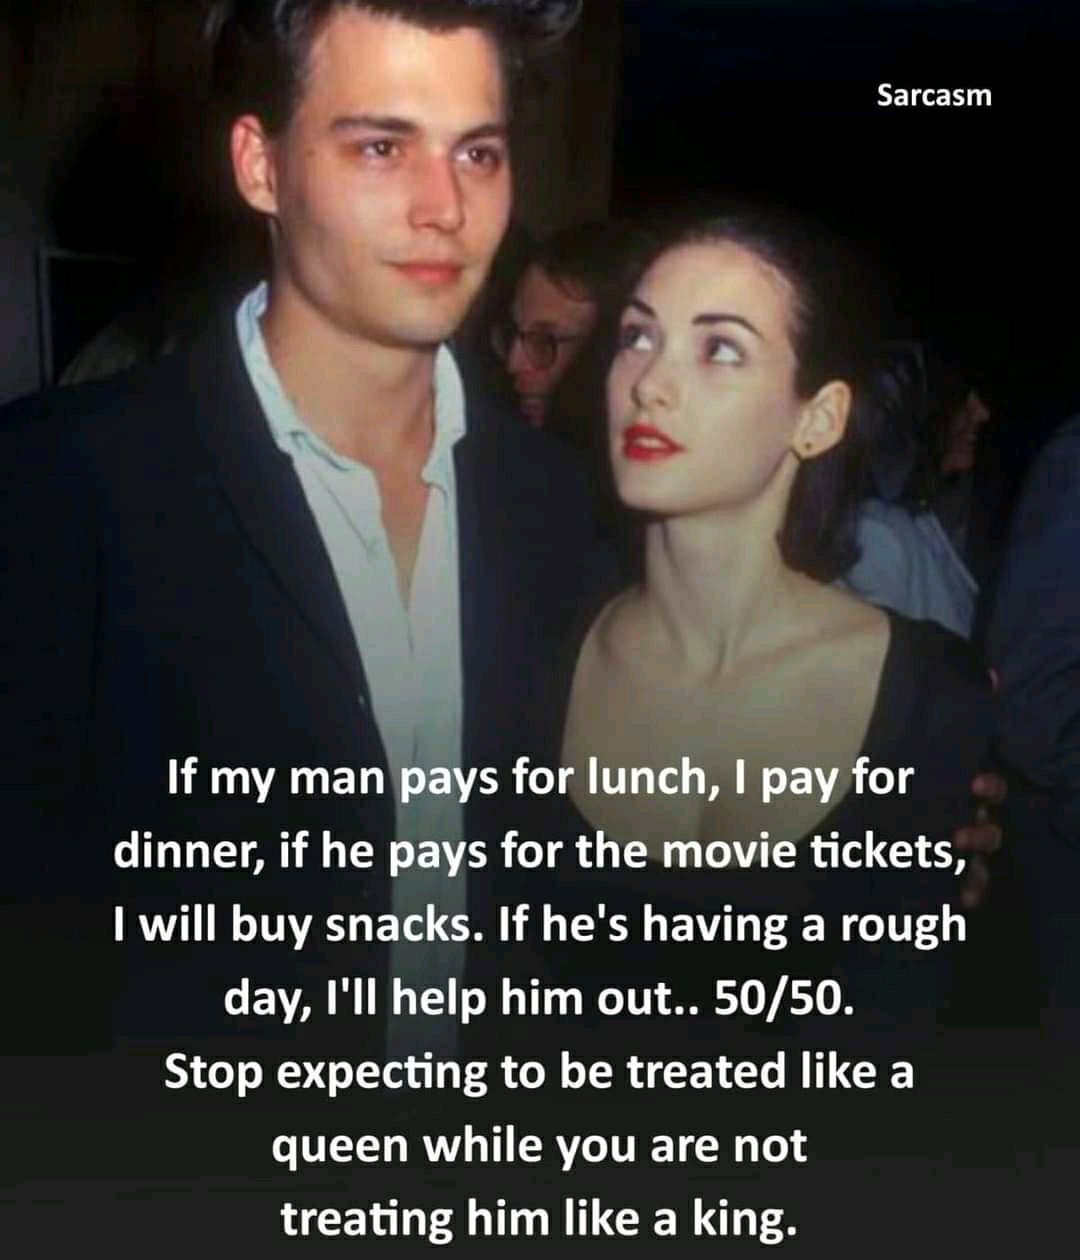 Sarcasm
If my man pays for lunch, I pay for
dinner, if he pays for the movie tickets,
I will buy snacks. If he's having a rough
day, I'll help him out.. 50/50.
Stop expecting to be treated like a
queen while you are not
treating him like a king.